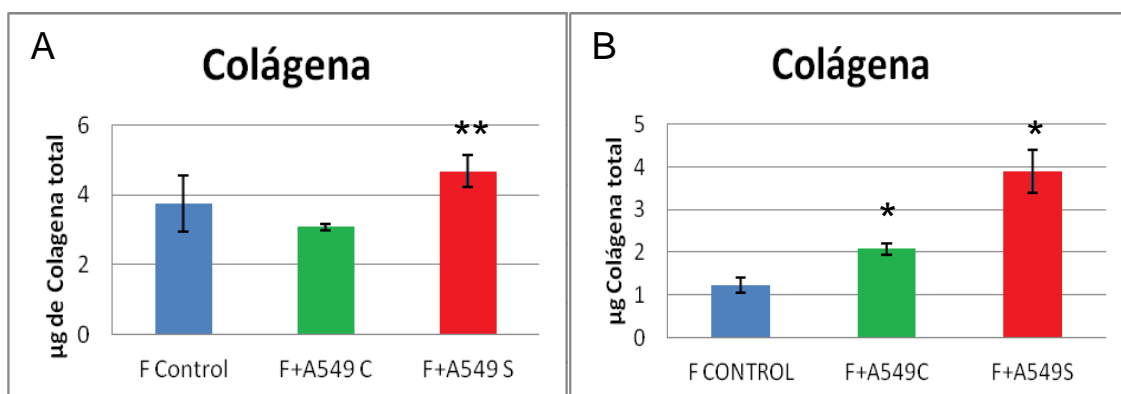 A
Colágena
µg de Colagena total
6
4
2
0
**
F Control
F+A549 C
F+A549 S
B
Colágena
µg Colágena total
5
4
3
2
1
0
*
*
F CONTROL
F+A549C
F+A549S